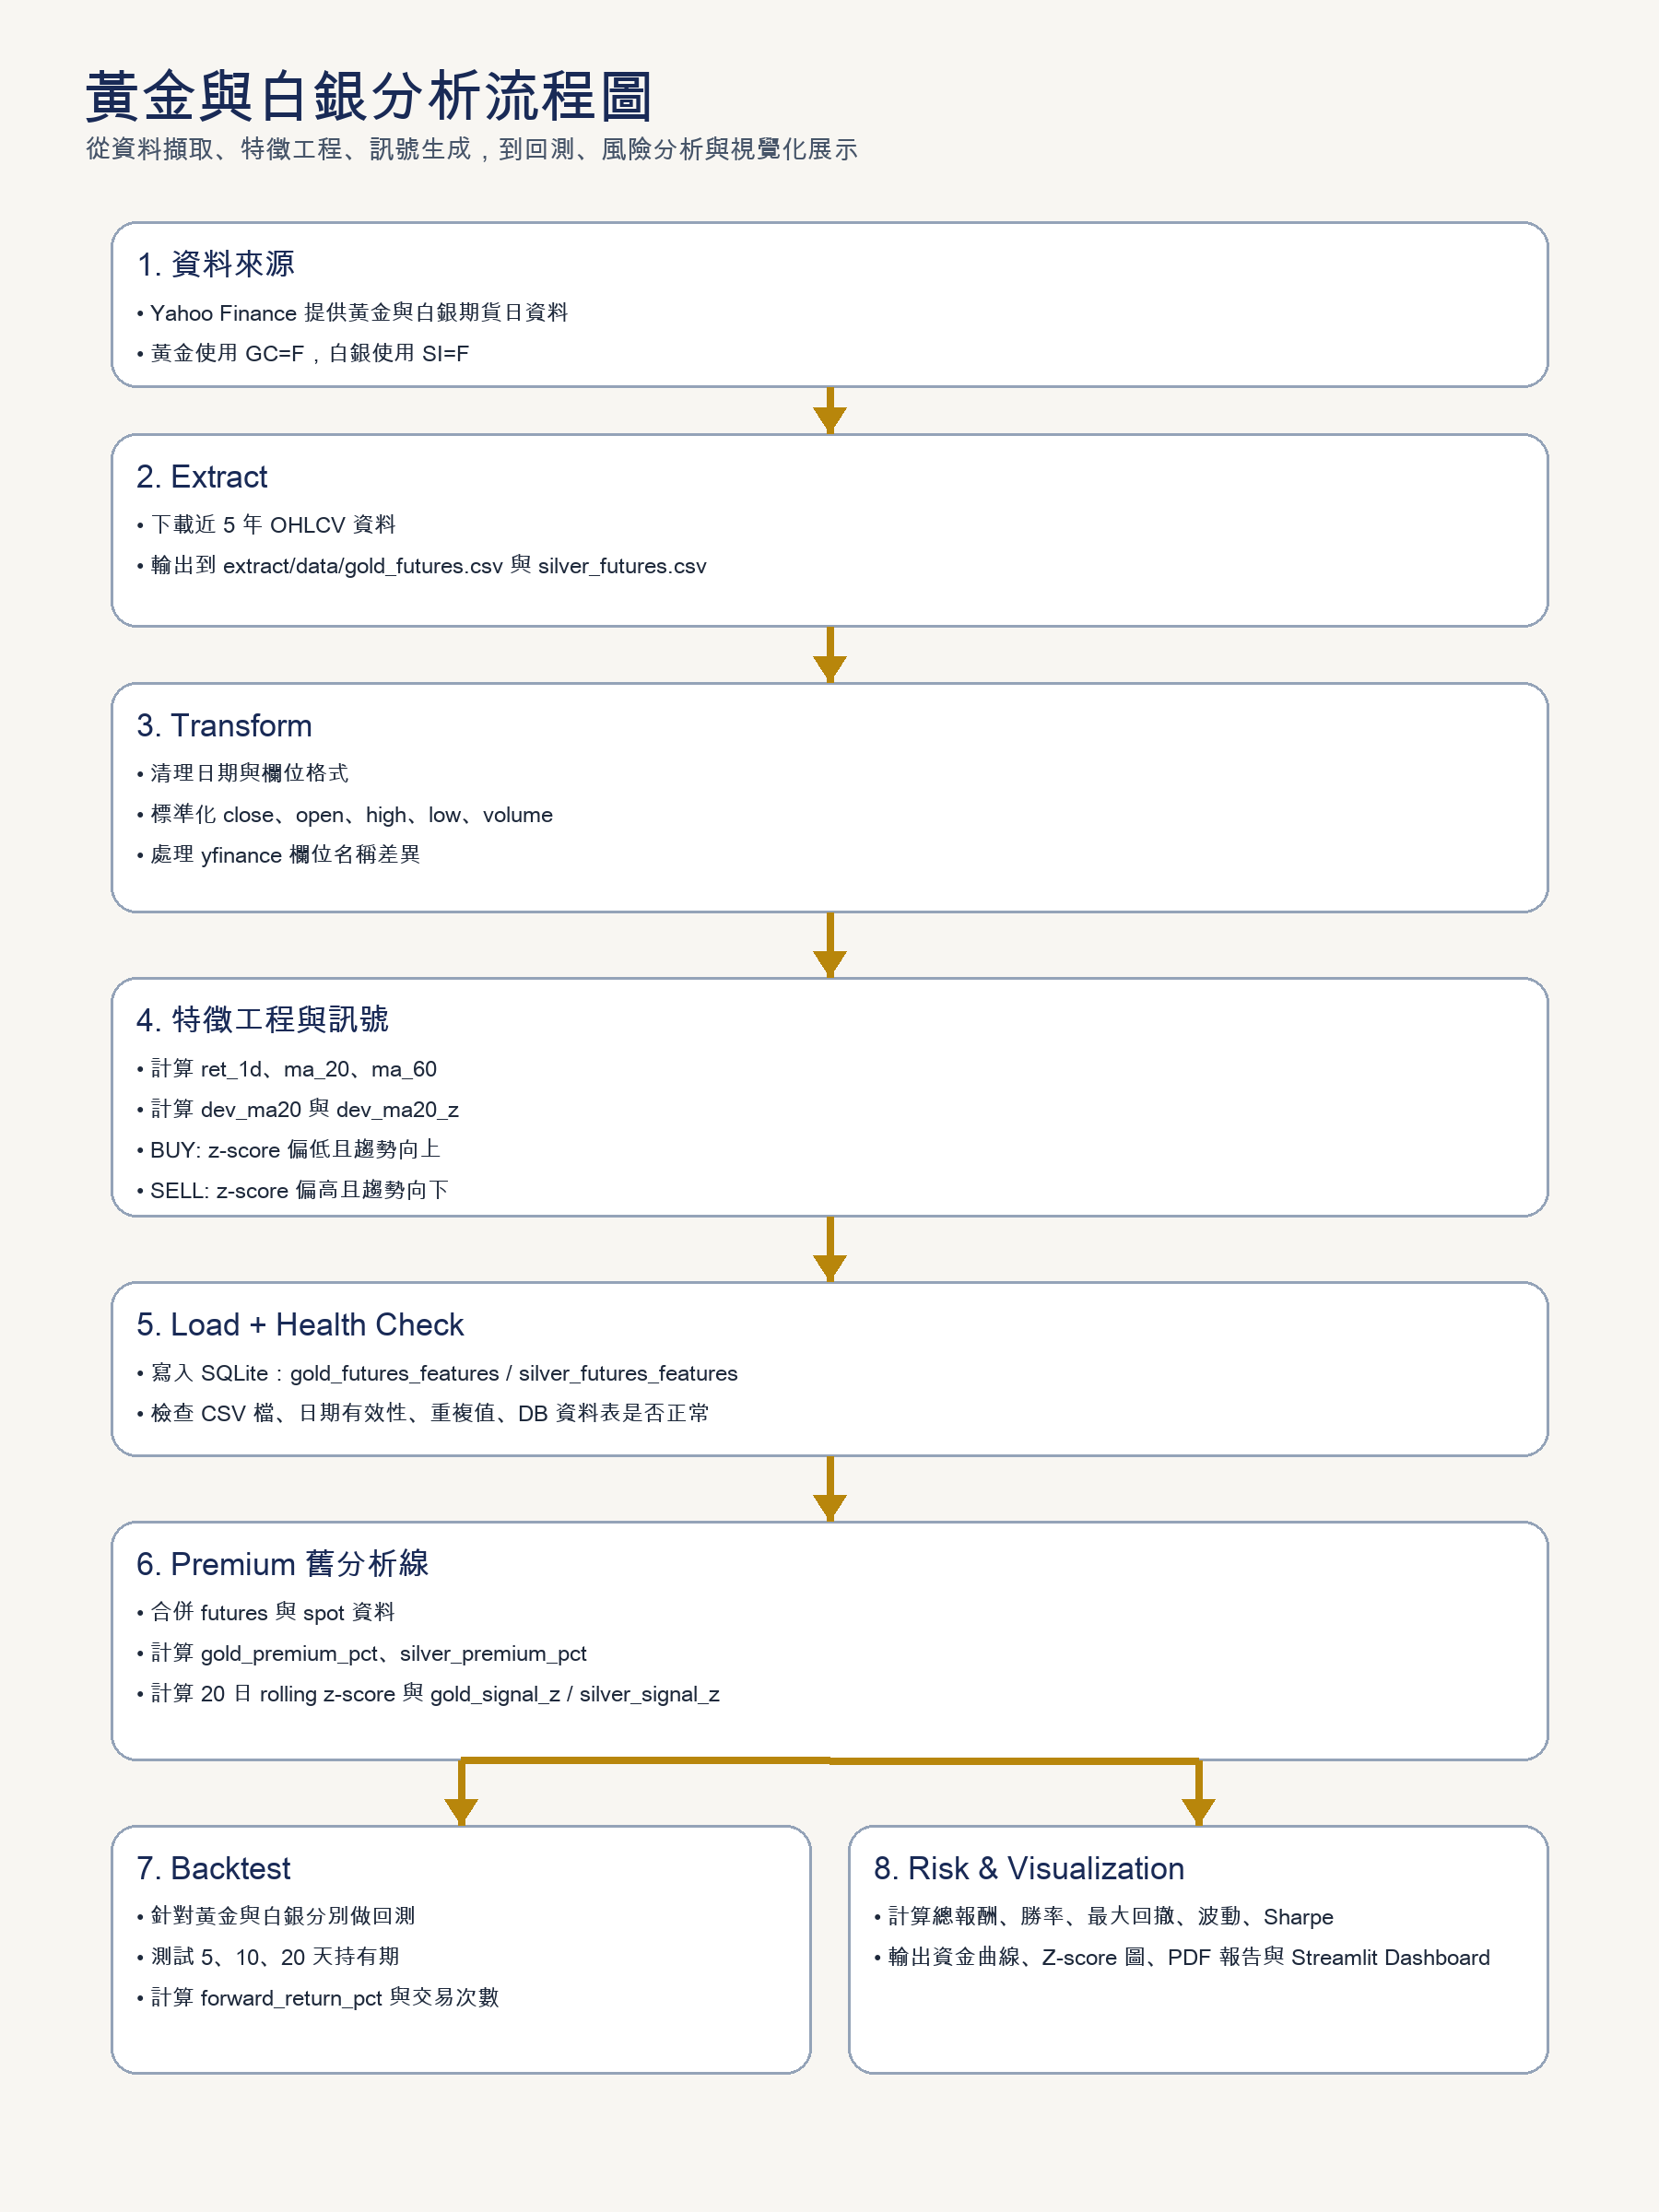 黃金與白銀分析流程圖
從資料擷取、特徵工程、訊號生成，到回測、風險分析與視覺化展示
1. 資料來源
• Yahoo Finance 提供黃金與白銀期貨日資料
• 黃金使用 GC=F，白銀使用 SI=F
2. Extract
• 下載近 5 年 OHLCV 資料
• 輸出到 extract/data/gold_futures.csv 與 silver_futures.csv
3. Transform
• 清理日期與欄位格式
• 標準化 close、open、high、low、volume
• 處理 yfinance 欄位名稱差異
4. 特徵工程與訊號
• 計算 ret_1d、ma_20、ma_60
• 計算 dev_ma20 與 dev_ma20_z
• BUY: z-score 偏低且趨勢向上
• SELL: z-score 偏高且趨勢向下
5. Load + Health Check
• 寫入 SQLite：gold_futures_features / silver_futures_features
• 檢查 CSV 檔、日期有效性、重複值、DB 資料表是否正常
6. Premium 舊分析線
• 合併 futures 與 spot 資料
• 計算 gold_premium_pct、silver_premium_pct
• 計算 20 日 rolling z-score 與 gold_signal_z / silver_signal_z
7. Backtest
• 針對黃金與白銀分別做回測
• 測試 5、10、20 天持有期
• 計算 forward_return_pct 與交易次數
8. Risk & Visualization
• 計算總報酬、勝率、最大回撤、波動、Sharpe
• 輸出資金曲線、Z-score 圖、PDF 報告與 Streamlit Dashboard